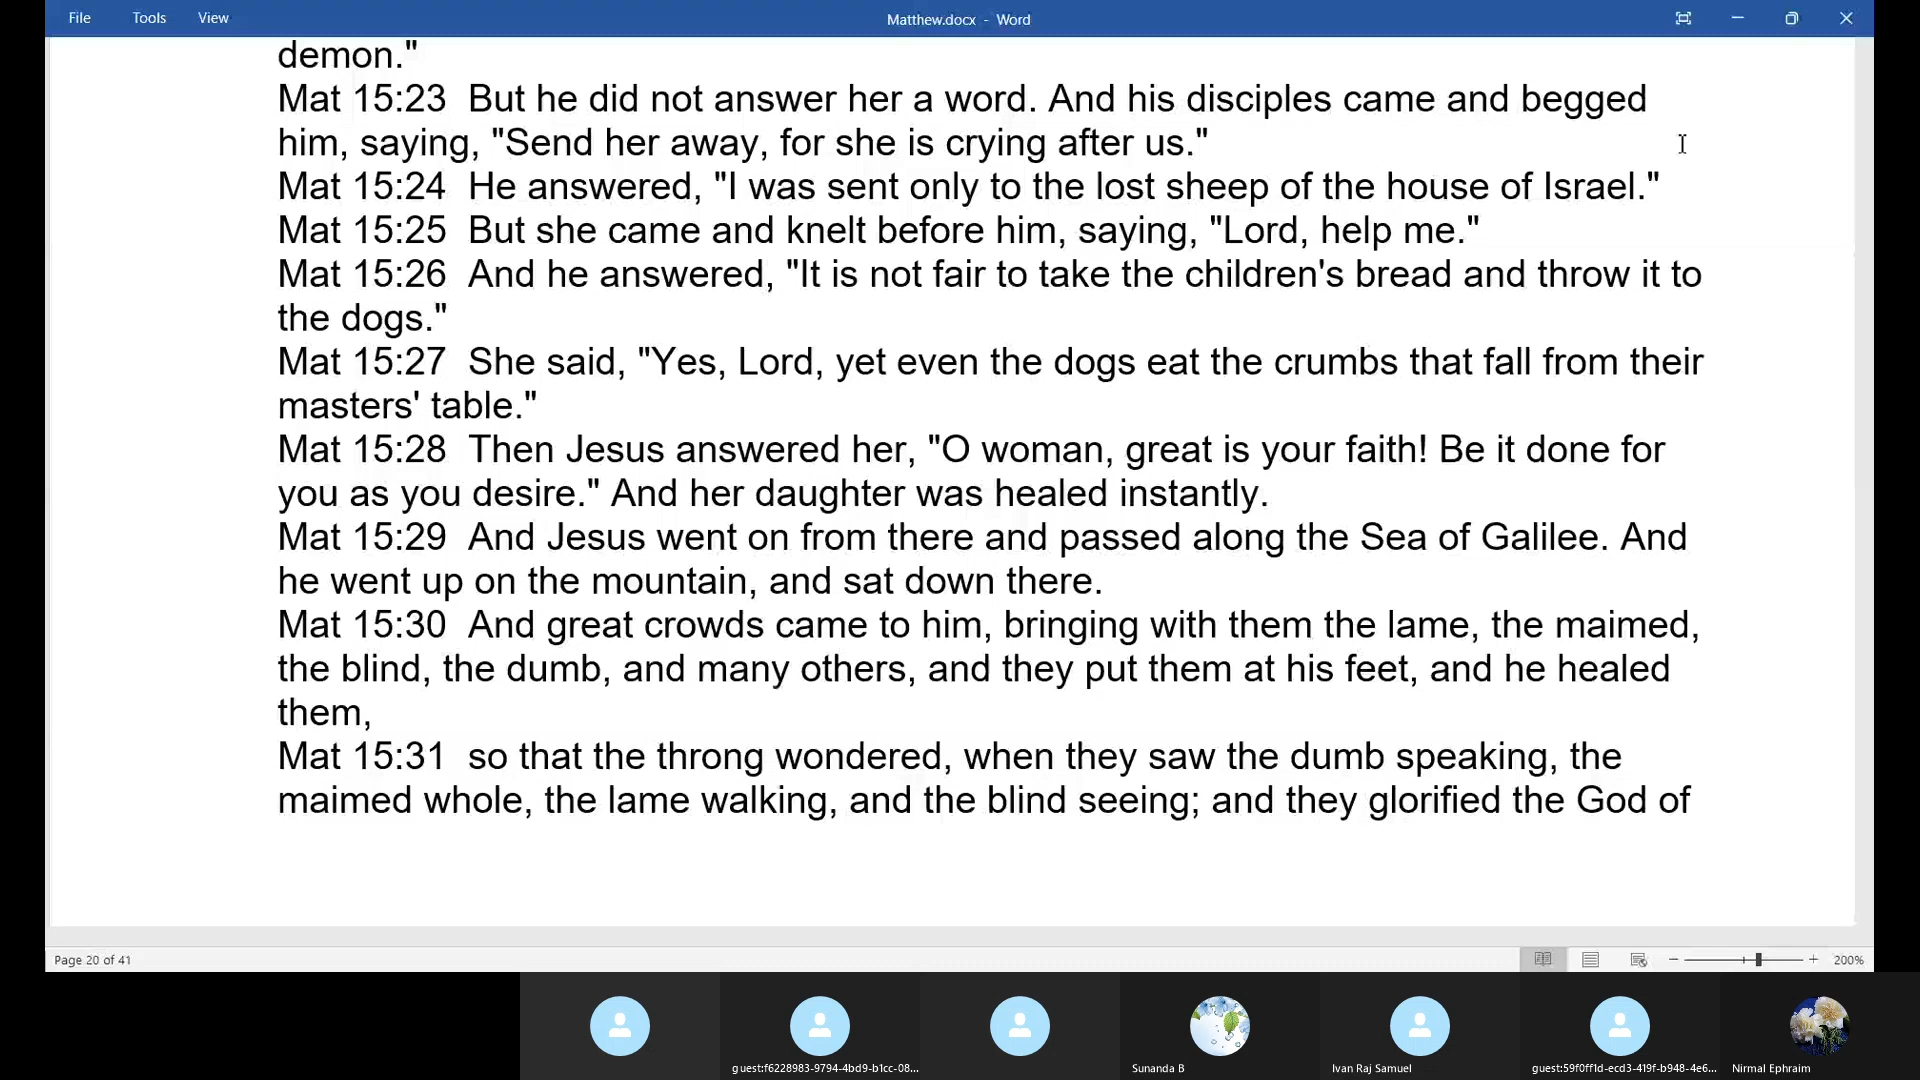 File Tools View Matthew.docx - Word
demon."
Mat 15:23 But he did not answer her a word. And his disciples came and begged
him, saying, "Send her away, for she is crying after us."
Mat 15:24 He answered, "I was sent only to the lost sheep of the house of Israel."
Mat 15:25 But she came and knelt before him, saying, "Lord, help me."
Mat 15:26 And he answered, "It is not fair to take the children's bread and throw it to
the dogs."
Mat 15:27 She said, "Yes, Lord, yet even the dogs eat the crumbs that fall from their
masters' table."
Mat 15:28 Then Jesus answered her, "O woman, great is your faith! Be it done for
you as you desire." And her daughter was healed instantly.
Mat 15:29 And Jesus went on from there and passed along the Sea of Galilee. And
he went up on the mountain, and sat down there.
Mat 15:30 And great crowds came to him, bringing with them the lame, the maimed,
the blind, the dumb, and many others, and they put them at his feet, and he healed
them,
Mat 15:31 so that the throng wondered, when they saw the dumb speaking, the
maimed whole, the lame walking, and the blind seeing; and they glorified the God of
Page 20 of 41 200%
guest:f6228983-9794-4bd9-b1cc-08... Sunanda B Ivan Raj Samuel guest:59f0ff1d-ecd3-419f-b948-4e6... Nirmal Ephraim